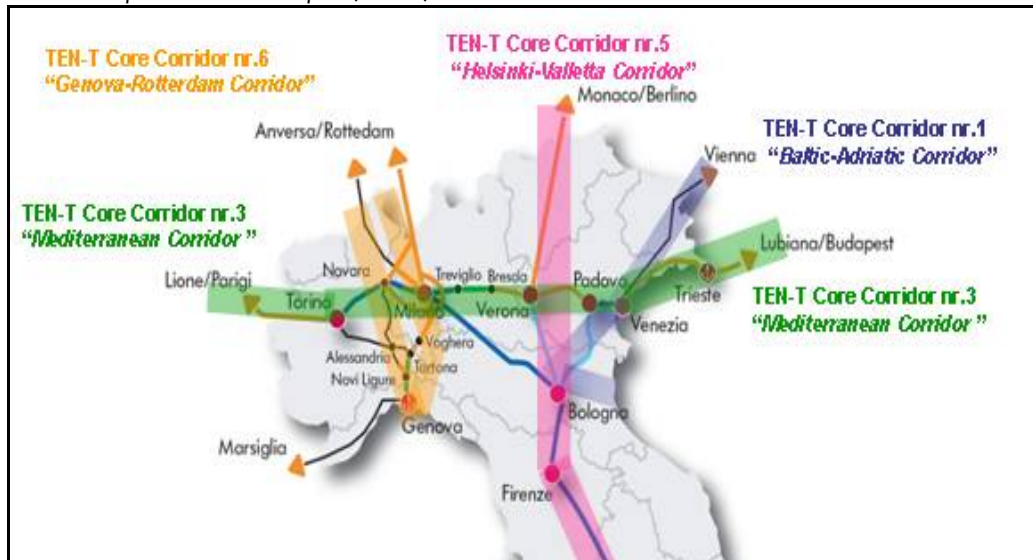 TEN-T Core Corridor nr.6
“Genova-Rotterdam Corridor”
TEN-T Core Corridor nr.5
“Helsinki-Valletta Corridor”
Monaco/Berlino
Anversa/Rottedam
TEN-T Core Corridor nr.1
“Baltic-Adriatic Corridor”
Vienna
TEN-T Core Corridor nr.3
“Mediterranean Corridor ”
Lubiana/Budapest
Lione/Parigi
Novara
Treviglio
Brescia
Padova
Torino
Milano
Verona
Venezia
Trieste
TEN-T Core Corridor nr.3
“Mediterranean Corridor ”
Voghera
Alessandria
Tortona
Novi Ligure
Genova
Bologna
Marsiglia
Firenze